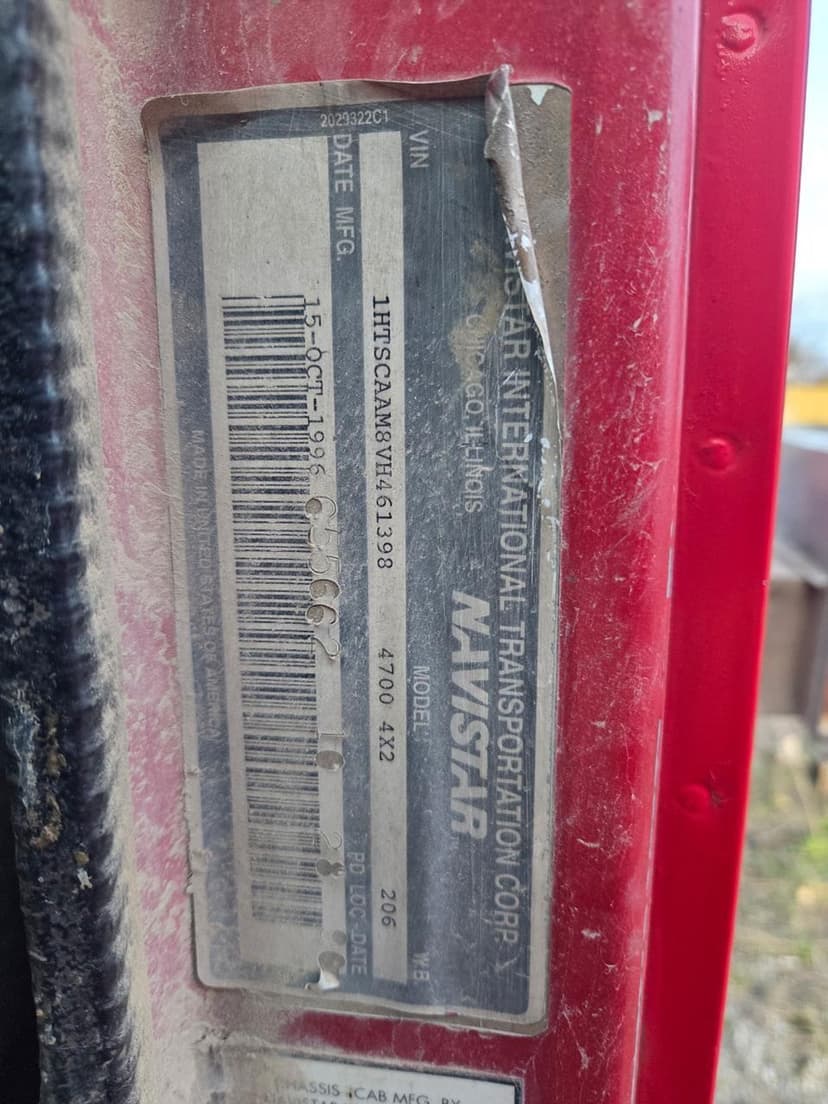 NAVISTAR INTERNATIONAL TRANSPORTATION CORP.
CHICAGO, ILLINOIS
NAVISTAR
VIN MODEL W.B
1HTSCAAM8VH461398 4700 4X2 206
DATE MFG. PD LOC DATE
2029322C1
15-OCT-1996
65562
MADE IN UNITED STATES OF AMERICA
CHASSIS CAB MFG. BY